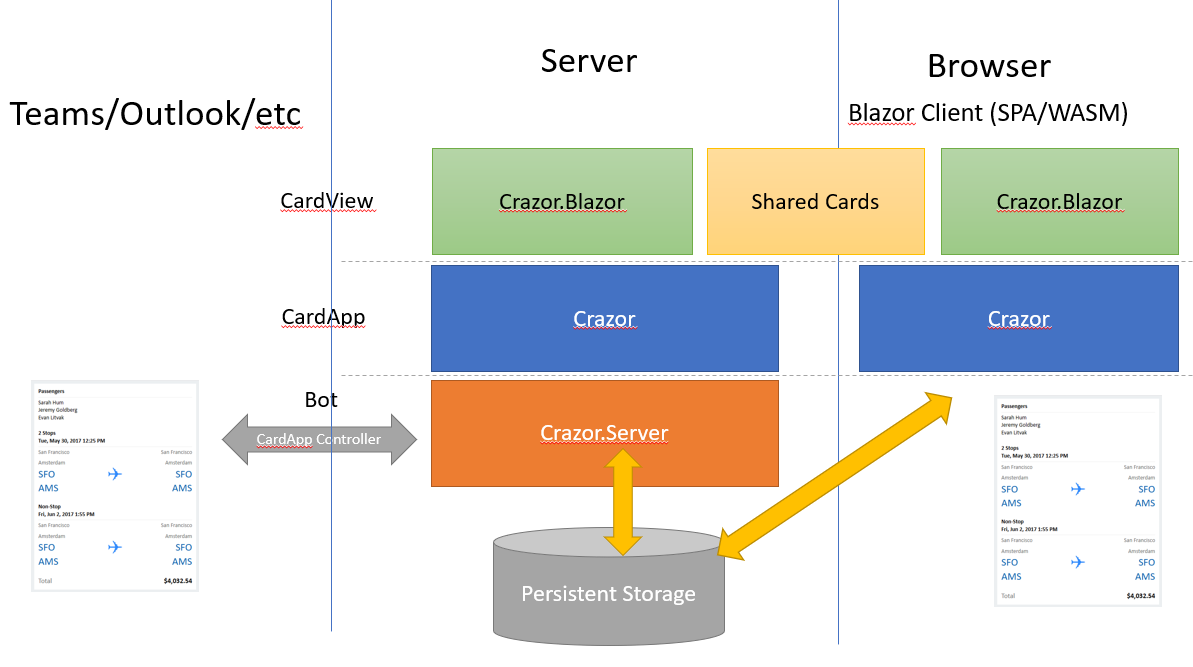 Server
Browser
Teams/Outlook/etc
Blazor Client (SPA/WASM)
CardView
Crazor.Blazor
Shared Cards
Crazor.Blazor
CardApp
Crazor
Crazor
Bot
CardApp Controller
Crazor.Server
Persistent Storage
Passengers
Sarah Hum
Jeremy Goldberg
Evan Litvak
2 Stops
Tue, May 30, 2017 12:25 PM
San Francisco San Francisco
Amsterdam Amsterdam
SFO SFO
AMS AMS
Non-Stop
Fri, Jun 2, 2017 1:55 PM
San Francisco San Francisco
Amsterdam Amsterdam
SFO SFO
AMS AMS
Total $4,032.54
Passengers
Sarah Hum
Jeremy Goldberg
Evan Litvak
2 Stops
Tue, May 30, 2017 12:25 PM
San Francisco San Francisco
Amsterdam Amsterdam
SFO SFO
AMS AMS
Non-Stop
Fri, Jun 2, 2017 1:55 PM
San Francisco San Francisco
Amsterdam Amsterdam
SFO SFO
AMS AMS
Total $4,032.54